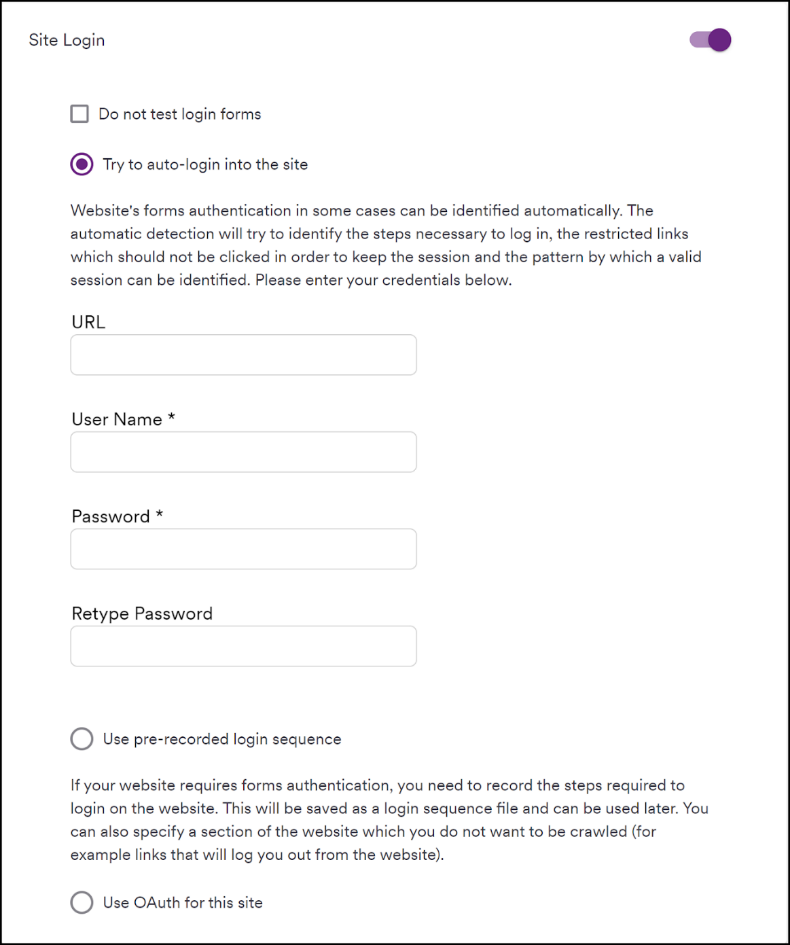 Site Login
Do not test login forms
Try to auto-login into the site
Website's forms authentication in some cases can be identified automatically. The
automatic detection will try to identify the steps necessary to log in, the restricted links
which should not be clicked in order to keep the session and the pattern by which a valid
session can be identified. Please enter your credentials below.
URL
User Name *
Password *
Retype Password
Use pre-recorded login sequence
If your website requires forms authentication, you need to record the steps required to
login on the website. This will be saved as a login sequence file and can be used later. You
can also specify a section of the website which you do not want to be crawled (for
example links that will log you out from the website).
Use OAuth for this site